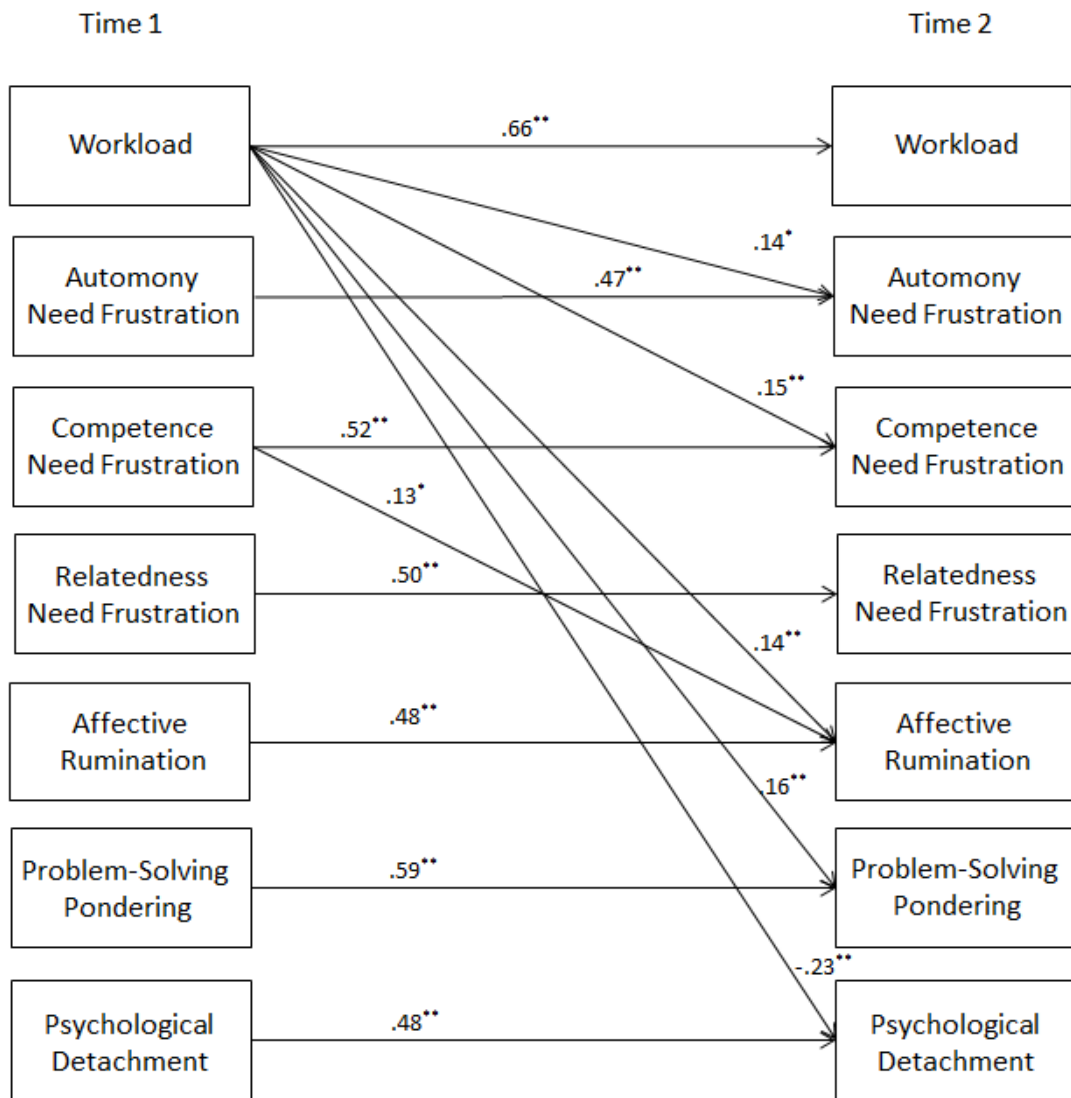 Time 1
Time 2
Workload
.66**
Workload
.14*
Automony
Need Frustration
.47**
Automony
Need Frustration
.15**
Competence
Need Frustration
.52**
Competence
Need Frustration
.13*
Relatedness
Need Frustration
.50**
Relatedness
Need Frustration
.14**
Affective
Rumination
.48**
Affective
Rumination
.16**
Problem-Solving
Pondering
.59**
Problem-Solving
Pondering
-.23**
Psychological
Detachment
.48**
Psychological
Detachment